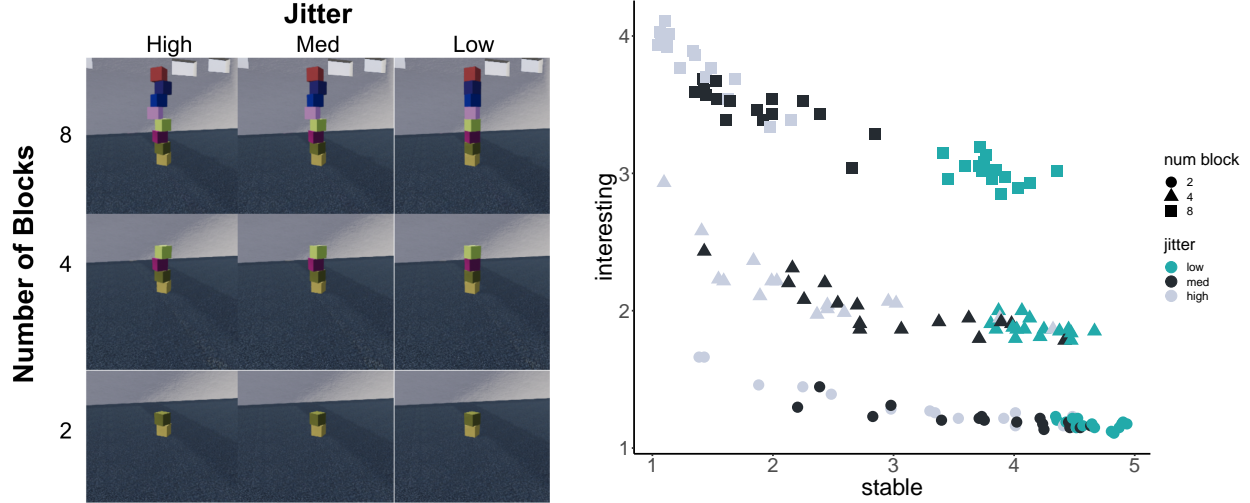 Jitter
High Med Low
Number of Blocks
8
4
2
interesting
4
3
2
1
1 2 3 4 5
stable
num block
2
4
8
jitter
low
med
high